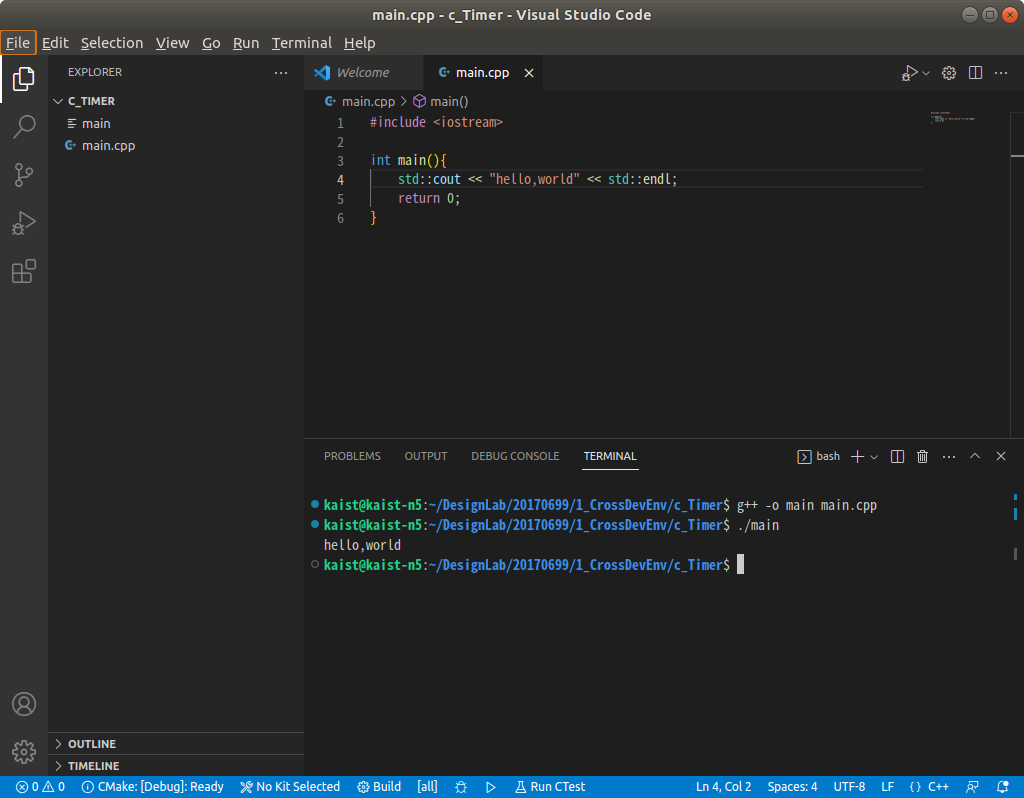 main.cpp - c_Timer - Visual Studio Code
File Edit Selection View Go Run Terminal Help
EXPLORER
C_TIMER
main
main.cpp
Welcome main.cpp
main.cpp > main()
1 #include <iostream>
2
3 int main(){
4 std::cout << "hello,world" << std::endl;
5 return 0;
6 }
PROBLEMS OUTPUT DEBUG CONSOLE TERMINAL bash
kaist@kaist-n5:~/DesignLab/20170699/1_CrossDevEnv/c_Timer$ g++ -o main main.cpp
kaist@kaist-n5:~/DesignLab/20170699/1_CrossDevEnv/c_Timer$ ./main
hello,world
kaist@kaist-n5:~/DesignLab/20170699/1_CrossDevEnv/c_Timer$
OUTLINE
TIMELINE
0 0 CMake: [Debug]: Ready No Kit Selected Build [all] Run CTest Ln 4, Col 2 Spaces: 4 UTF-8 LF {} C++